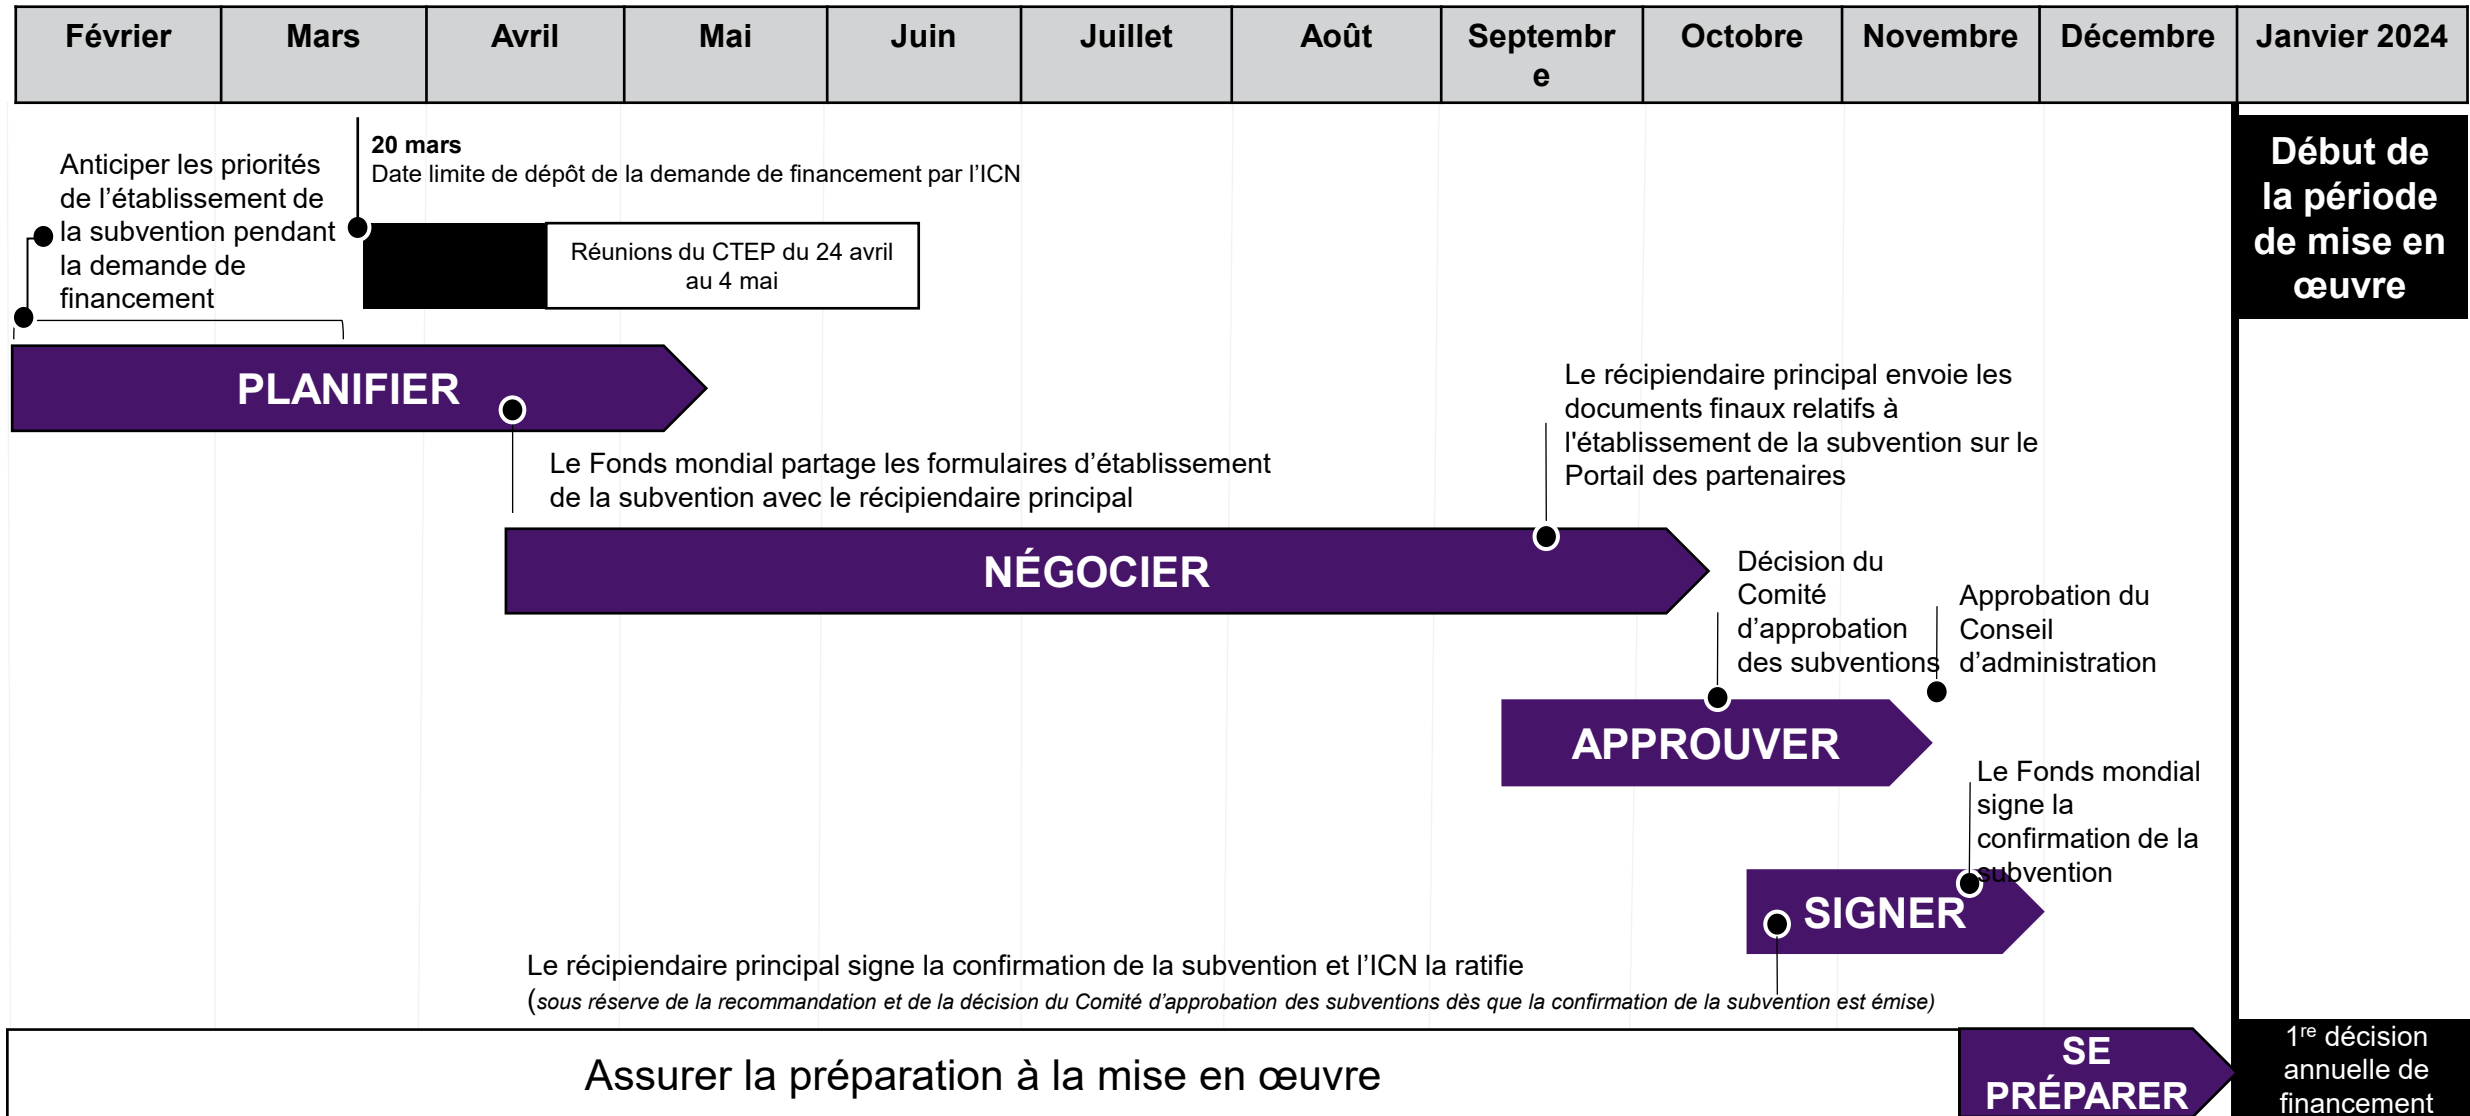 Février
Mars
Avril
Mai
Juin
Juillet
Août
Septembr
e
Octobre
Novembre
Décembre
Janvier 2024
20 mars
Date limite de dépôt de la demande de financement par l’ICN
Anticiper les priorités
de l’établissement de
la subvention pendant
la demande de
financement
Réunions du CTEP du 24 avril
au 4 mai
Début de
la période
de mise en
œuvre
PLANIFIER
Le récipiendaire principal envoie les
documents finaux relatifs à
l'établissement de la subvention sur le
Portail des partenaires
Le Fonds mondial partage les formulaires d’établissement
de la subvention avec le récipiendaire principal
NÉGOCIER
Décision du
Comité
d’approbation
des subventions
Approbation du
Conseil
d’administration
APPROUVER
Le Fonds mondial
signe la
confirmation de la
subvention
SIGNER
Le récipiendaire principal signe la confirmation de la subvention et l’ICN la ratifie
(sous réserve de la recommandation et de la décision du Comité d’approbation des subventions dès que la confirmation de la subvention est émise)
Assurer la préparation à la mise en œuvre
SE
PRÉPARER
1re décision
annuelle de
financement